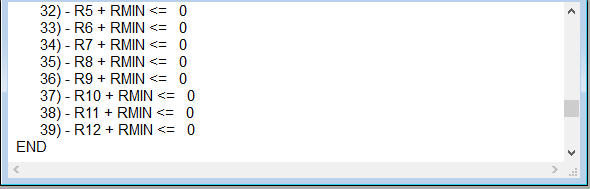 32) - R5 + RMIN <= 0
33) - R6 + RMIN <= 0
34) - R7 + RMIN <= 0
35) - R8 + RMIN <= 0
36) - R9 + RMIN <= 0
37) - R10 + RMIN <= 0
38) - R11 + RMIN <= 0
39) - R12 + RMIN <= 0
END